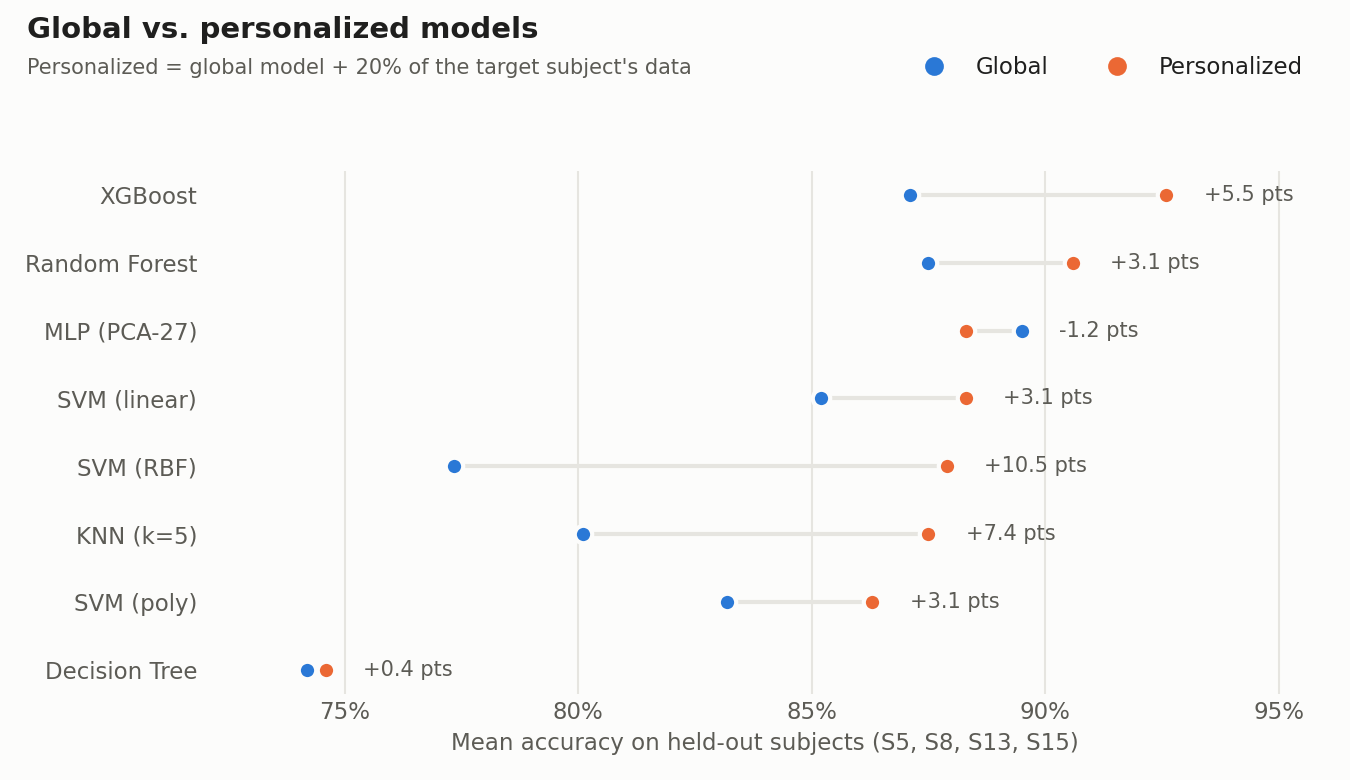 Global vs. personalized models
Personalized = global model + 20% of the target subject's data
Global
Personalized
XGBoost
+5.5 pts
Random Forest
+3.1 pts
MLP (PCA-27)
-1.2 pts
SVM (linear)
+3.1 pts
SVM (RBF)
+10.5 pts
KNN (k=5)
+7.4 pts
SVM (poly)
+3.1 pts
Decision Tree
+0.4 pts
75%
80%
85%
90%
95%
Mean accuracy on held-out subjects (S5, S8, S13, S15)